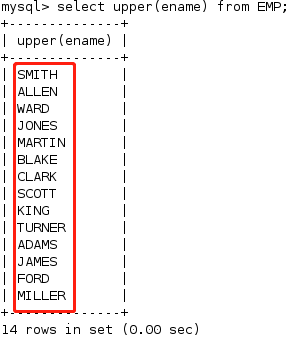 mysql> select upper(ename) from EMP;
+--------------+
| upper(ename) |
+--------------+
| SMITH        |
| ALLEN        |
| WARD         |
| JONES        |
| MARTIN       |
| BLAKE        |
| CLARK        |
| SCOTT        |
| KING         |
| TURNER       |
| ADAMS        |
| JAMES        |
| FORD         |
| MILLER       |
+--------------+
14 rows in set (0.00 sec)